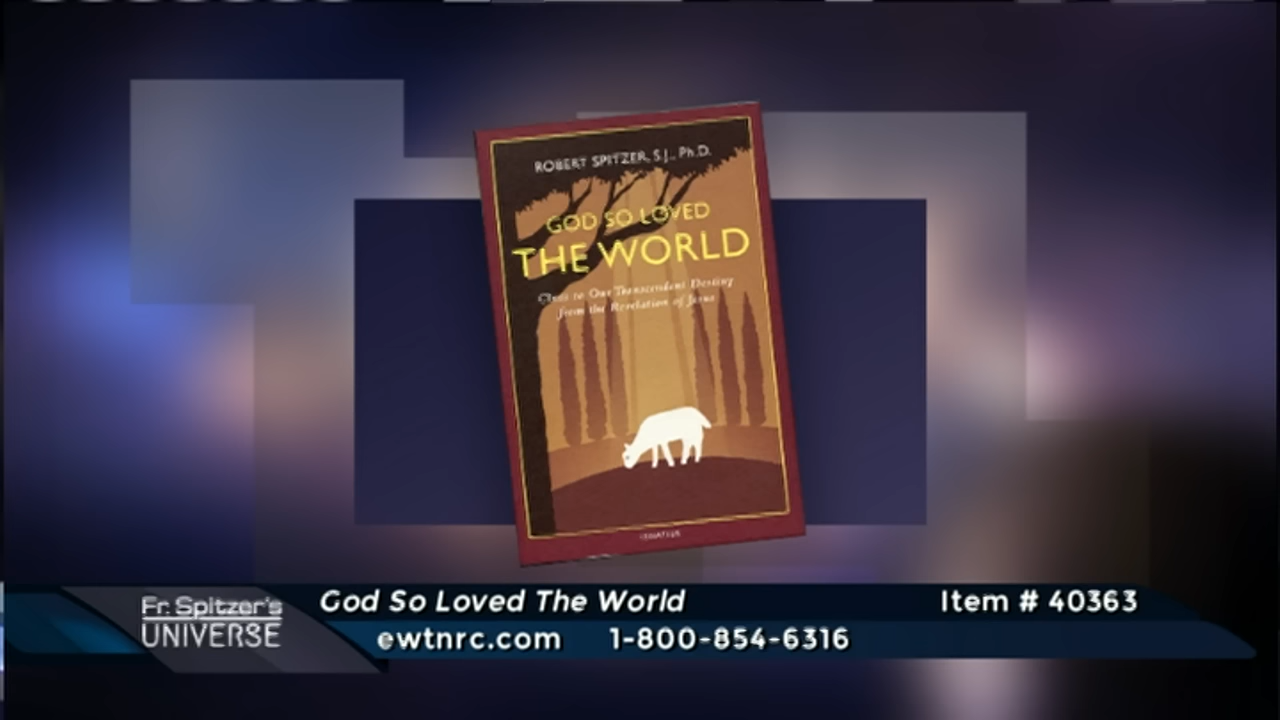 ROBERT SPITZER, S.J., Ph.D.
GOD SO LOVED
THE WORLD
Clues to Our Transcendent Destiny
from the Revelation of Jesus
IGNATIUS
Fr. Spitzer's
UNIVERSE
God So Loved The World
Item # 40363
ewtnrc.com
1-800-854-6316